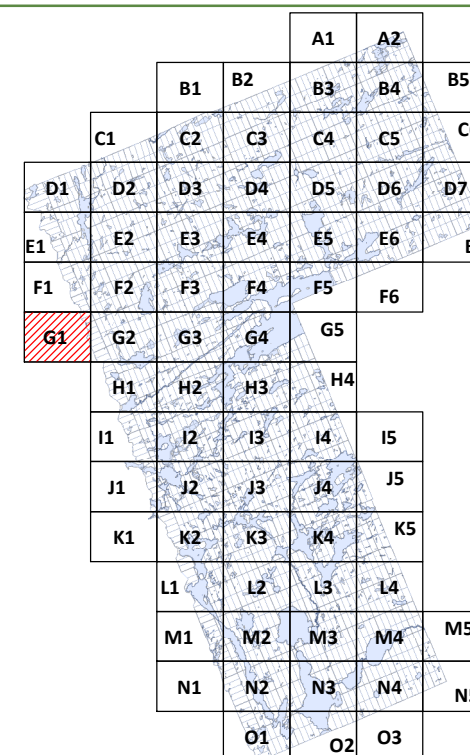 A1 A2
B1 B2 B3 B4 B5
C1 C2 C3 C4 C5
D1 D2 D3 D4 D5 D6 D7
E1 E2 E3 E4 E5 E6
F1 F2 F3 F4 F5 F6
G1 G2 G3 G4 G5
H1 H2 H3 H4
I1 I2 I3 I4 I5
J1 J2 J3 J4 J5
K1 K2 K3 K4 K5
L1 L2 L3 L4
M1 M2 M3 M4 M5
N1 N2 N3 N4
O1 O2 O3